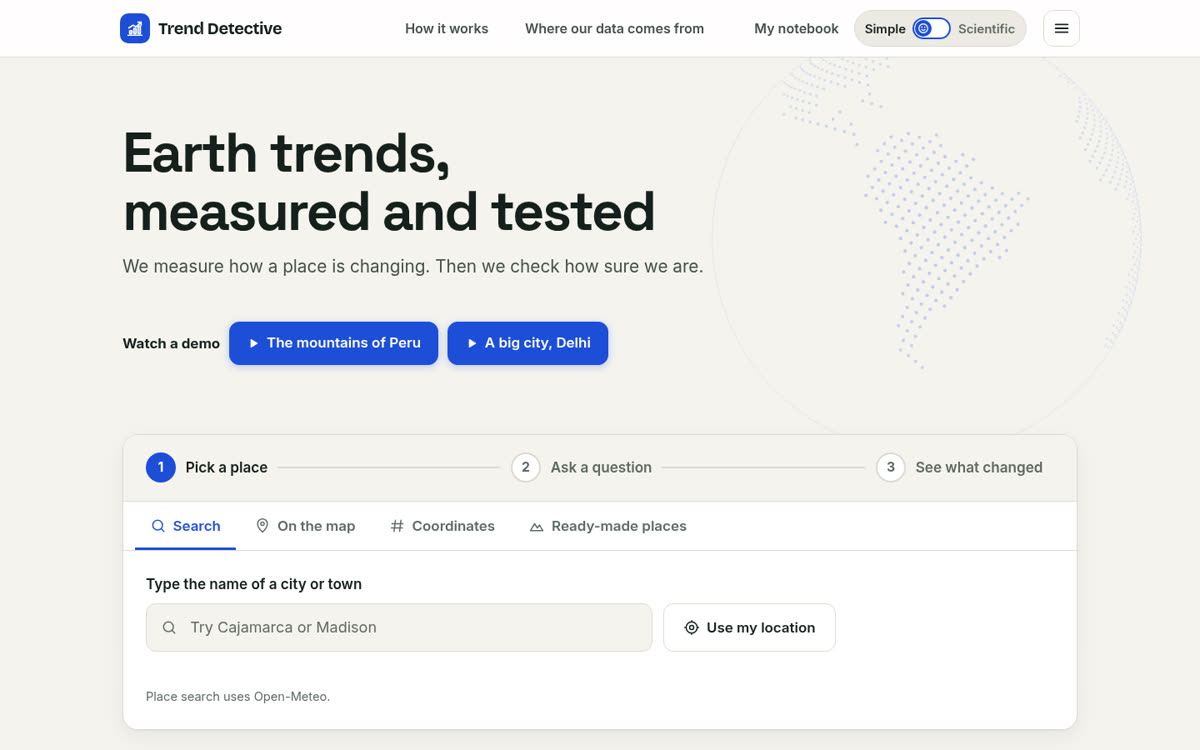 Trend Detective
How it works
Where our data comes from
My notebook
Simple
Scientific
Earth trends,
measured and tested
We measure how a place is changing. Then we check how sure we are.
Watch a demo
The mountains of Peru
A big city, Delhi
1 Pick a place
2 Ask a question
3 See what changed
Search
On the map
Coordinates
Ready-made places
Type the name of a city or town
Try Cajamarca or Madison
Use my location
Place search uses Open-Meteo.